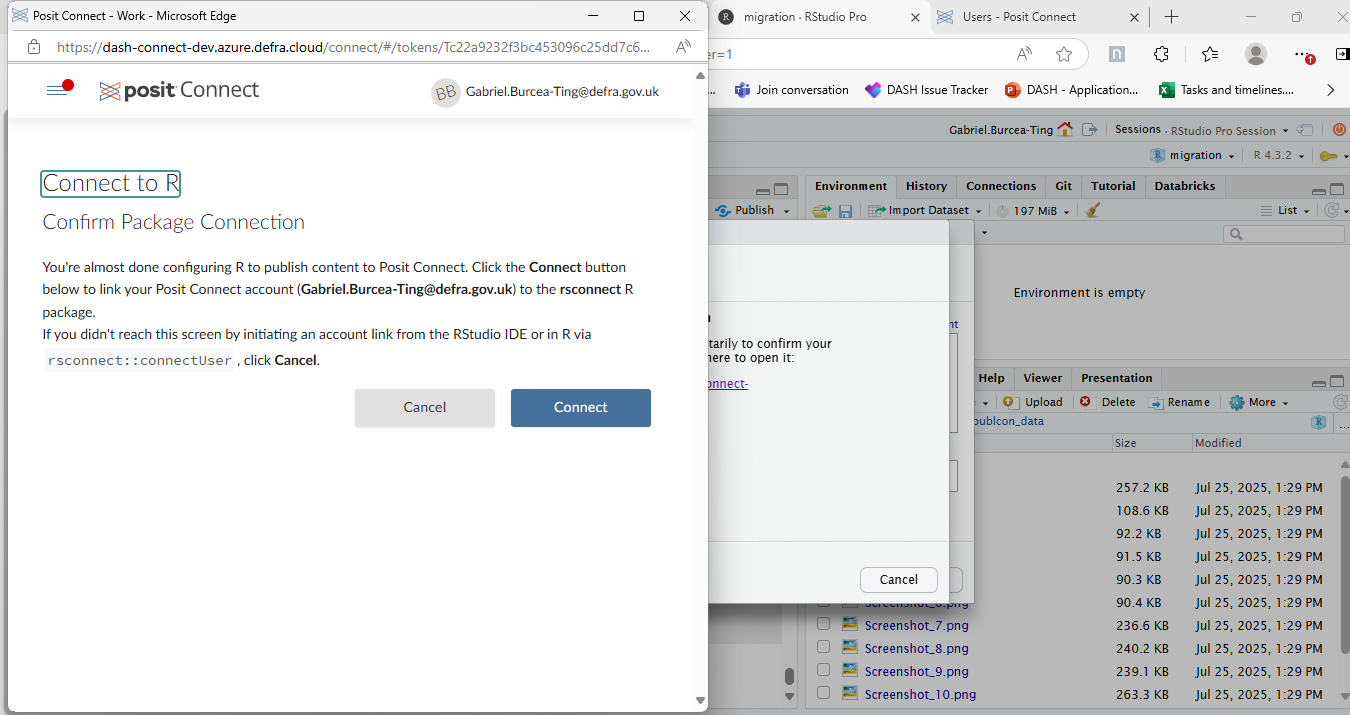 Posit Connect - Work - Microsoft Edge
https://dash-connect-dev.azure.defra.cloud/connect/#/tokens/Tc22a9232f3bc453096c25dd7c6...
posit Connect
BB Gabriel.Burcea-Ting@defra.gov.uk
Connect to R
Confirm Package Connection
You're almost done configuring R to publish content to Posit Connect. Click the Connect button
below to link your Posit Connect account (Gabriel.Burcea-Ting@defra.gov.uk) to the rsconnect R
package.
If you didn't reach this screen by initiating an account link from the RStudio IDE or in R via
rsconnect::connectUser , click Cancel.
Cancel Connect
migration - RStudio Pro
Users - Posit Connect
er=1
... Join conversation DASH Issue Tracker DASH - Application... Tasks and timelines....
Gabriel.Burcea-Ting Sessions RStudio Pro Session
migration R 4.3.2
Publish
Environment History Connections Git Tutorial Databricks
Import Dataset 197 MiB List
Environment is empty
nt
tarily to confirm your
here to open it:
onnect-
Cancel
Help Viewer Presentation
Upload Delete Rename More
publcon_data
Size Modified
257.2 KB Jul 25, 2025, 1:29 PM
108.6 KB Jul 25, 2025, 1:29 PM
92.2 KB Jul 25, 2025, 1:29 PM
91.5 KB Jul 25, 2025, 1:29 PM
90.3 KB Jul 25, 2025, 1:29 PM
Screenshot_6.png 90.4 KB Jul 25, 2025, 1:29 PM
Screenshot_7.png 236.6 KB Jul 25, 2025, 1:29 PM
Screenshot_8.png 240.2 KB Jul 25, 2025, 1:29 PM
Screenshot_9.png 239.1 KB Jul 25, 2025, 1:29 PM
Screenshot_10.png 263.3 KB Jul 25, 2025, 1:29 PM